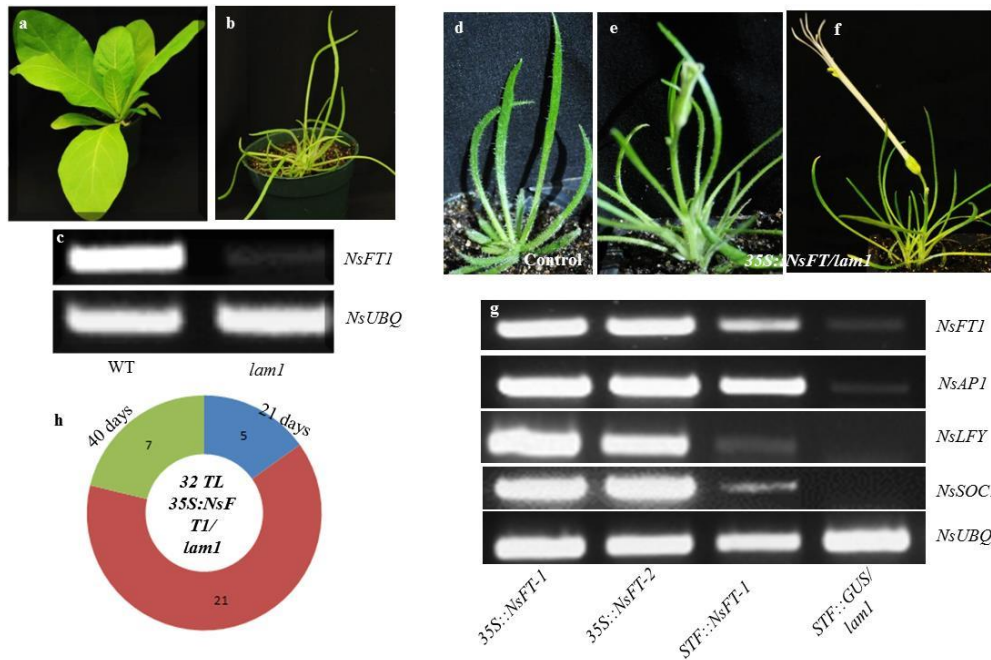 a
b
c
NsFT1
NsUBQ
WT
lam1
d
e
f
Control
35S::NsFT/lam1
g
NsFT1
NsAP1
NsLFY
NsSOC
NsUBQ
35S::NsFT-1
35S::NsFT-2
STF::NsFT-1
STF::GUS/
lam1
h
40 days
21 days
7
5
32 TL
35S:NsF
T1/
lam1
21